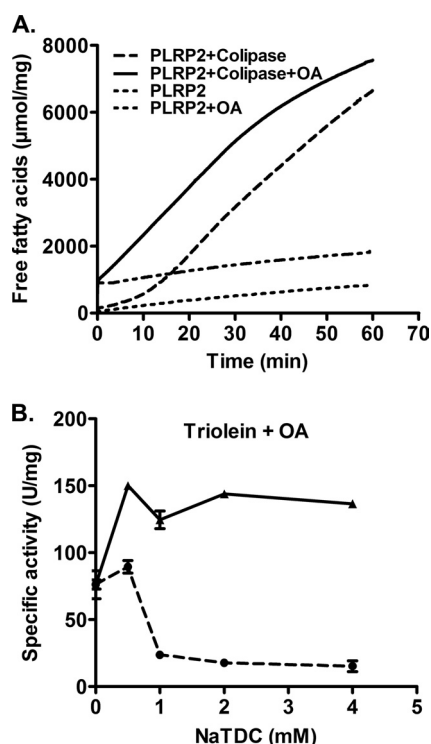 A.
8000
6000
4000
2000
0
Free fatty acids (µmol/mg)
PLRP2+Colipase
PLRP2+Colipase+OA
PLRP2
PLRP2+OA
0 10 20 30 40 50 60 70
Time (min)
B.
Triolein + OA
200
150
100
50
0
Specific activity (U/mg)
0 1 2 3 4 5
NaTDC (mM)